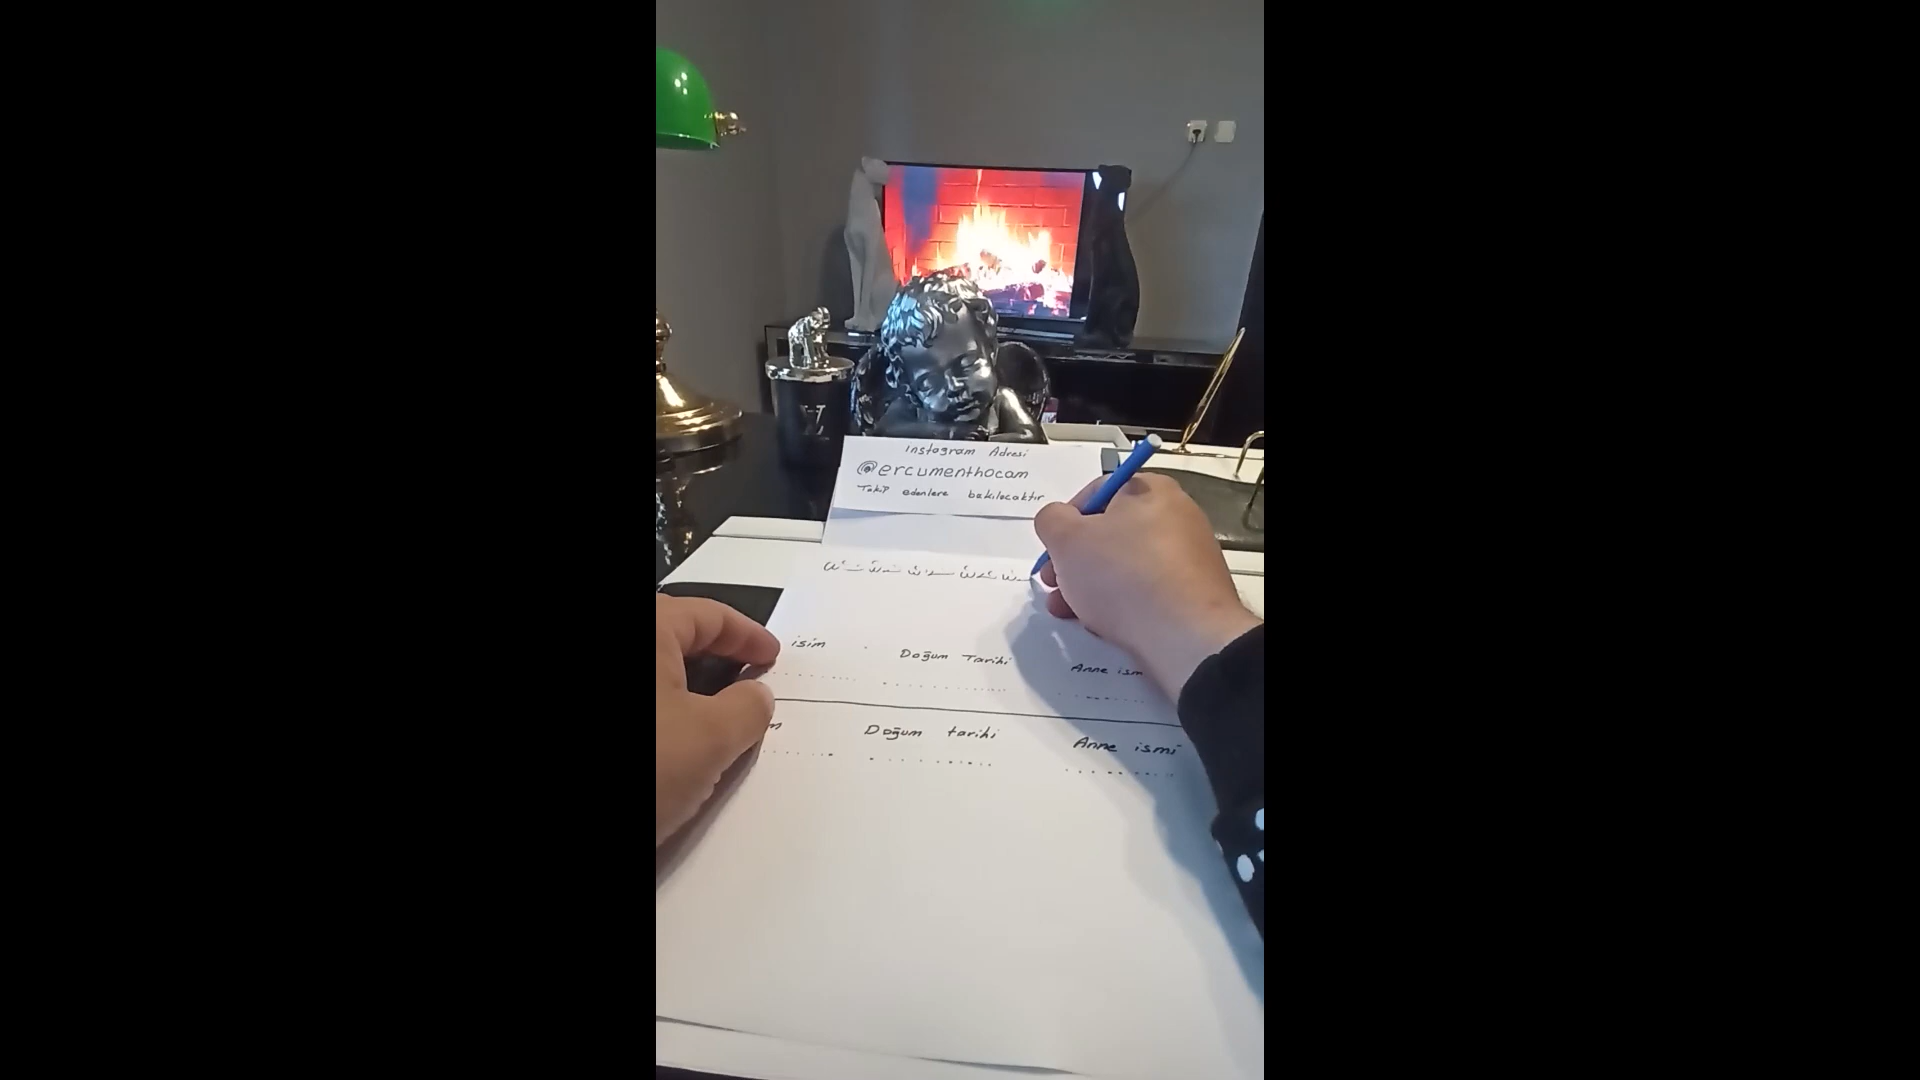 instagram Adresi
@ercumenthocam
Takip edenlere bakılacaktır
isim Doğum Tarihi Anne ism
Doğum tarihi Anne ismi